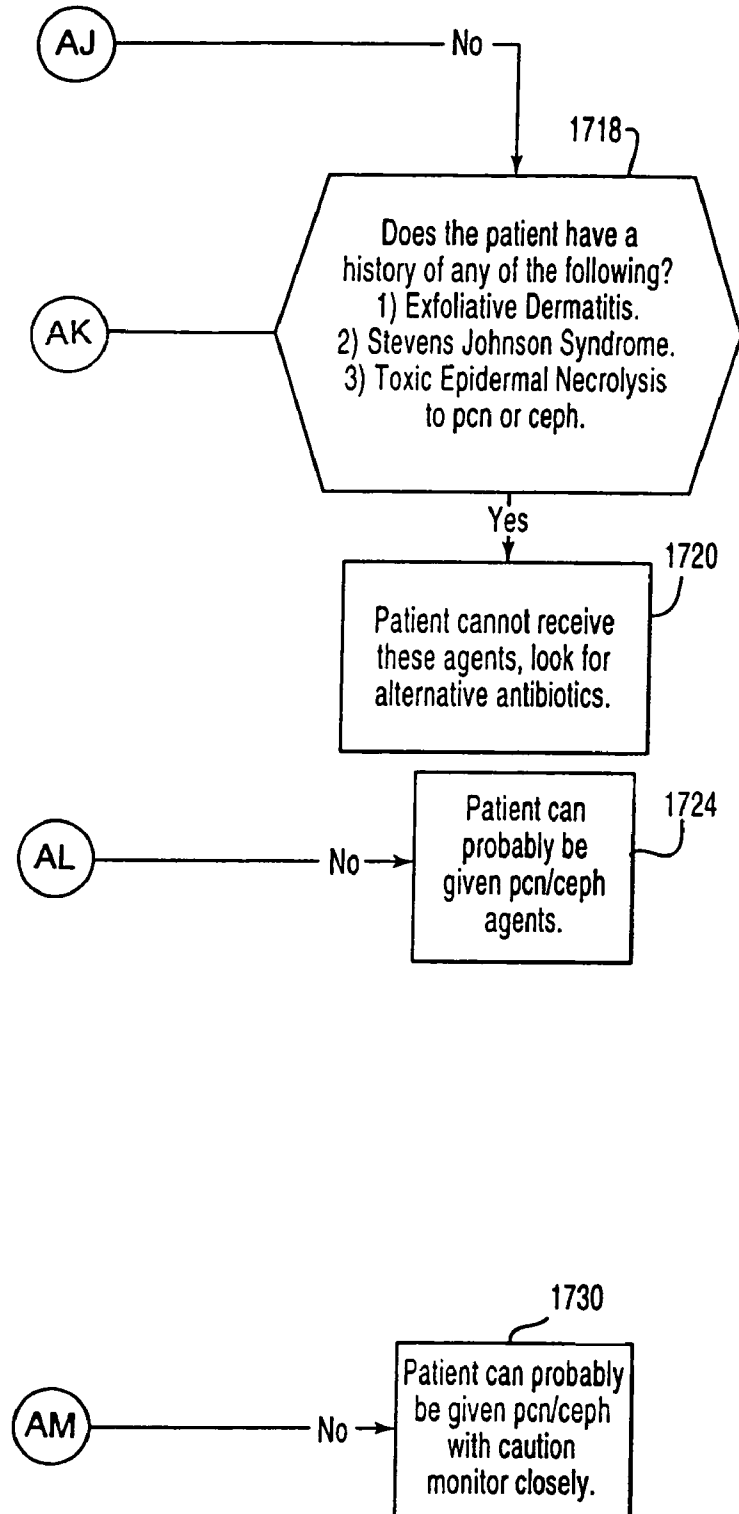 AJ
No
1718
Does the patient have a
history of any of the following?
1) Exfoliative Dermatitis.
AK
2) Stevens Johnson Syndrome.
3) Toxic Epidermal Necrolysis
to pcn or ceph.
Yes
1720
Patient cannot receive
these agents, look for
alternative antibiotics.
AL
No
Patient can
probably be
given pcn/ceph
agents.
1724
1730
AM
No
Patient can probably
be given pcn/ceph
with caution
monitor closely.